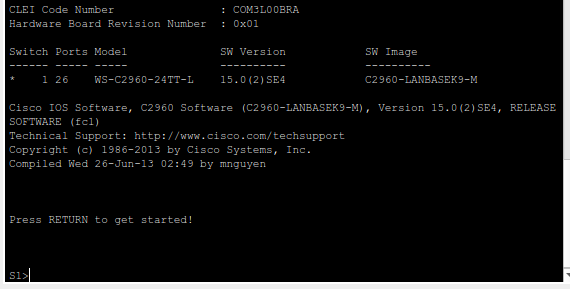 CLEI Code Number                : COM3L00BRA
Hardware Board Revision Number  : 0x01
Switch Ports Model              SW Version            SW Image
------ ----- -----              ----------            ----------
*    1 26    WS-C2960-24TT-L    15.0(2)SE4            C2960-LANBASEK9-M
Cisco IOS Software, C2960 Software (C2960-LANBASEK9-M), Version 15.0(2)SE4, RELEASE
SOFTWARE (fc1)
Technical Support: http://www.cisco.com/techsupport
Copyright (c) 1986-2013 by Cisco Systems, Inc.
Compiled Wed 26-Jun-13 02:49 by mnguyen
Press RETURN to get started!
S1>